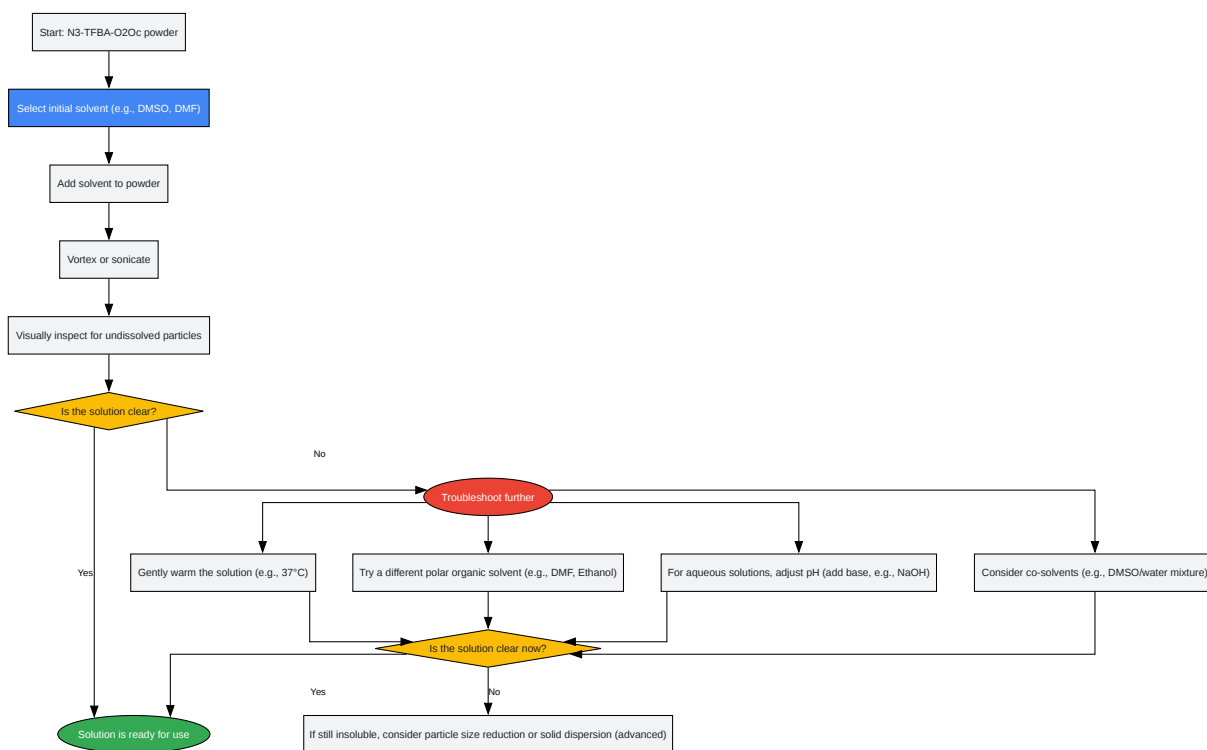 Start: N3-TFBA-O2Oc powder
Select initial solvent (e.g., DMSO, DMF)
Add solvent to powder
Vortex or sonicate
Visually inspect for undissolved particles
Is the solution clear?
No
Troubleshoot further
Yes
Gently warm the solution (e.g., 37°C)
Try a different polar organic solvent (e.g., DMF, Ethanol)
For aqueous solutions, adjust pH (add base, e.g., NaOH)
Consider co-solvents (e.g., DMSO/water mixture)
Is the solution clear now?
Yes
No
Solution is ready for use
If still insoluble, consider particle size reduction or solid dispersion (advanced)